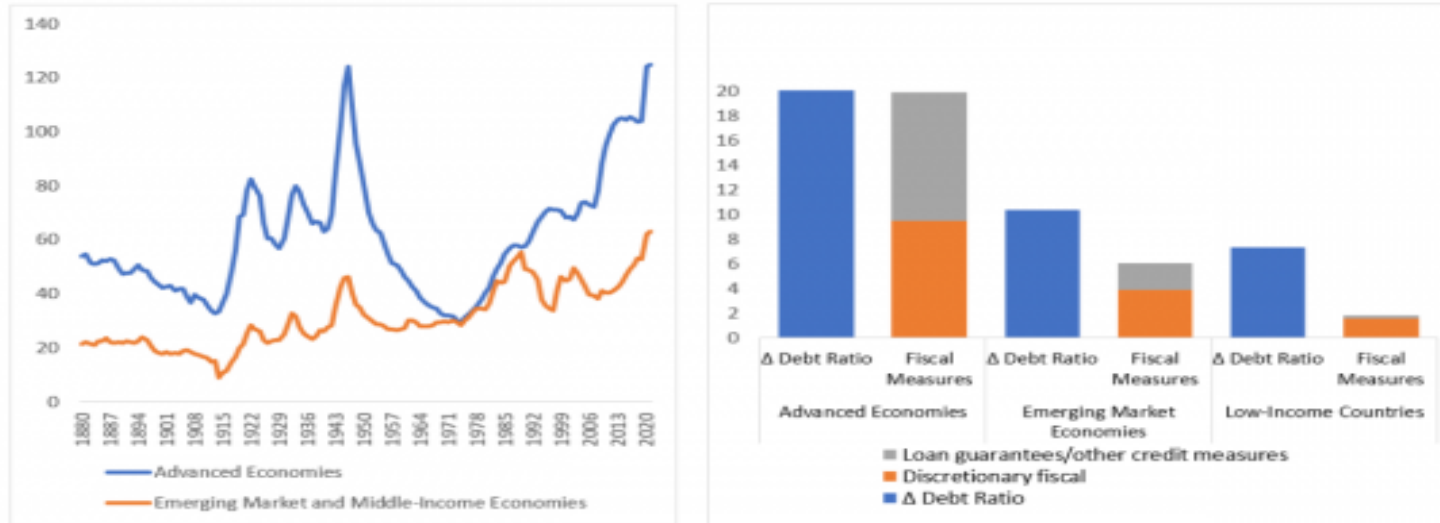 140
120
100
80
60
40
20
0
1880 1887 1894 1901 1908 1915 1922 1929 1936 1943 1950 1957 1964 1971 1978 1985 1992 1999 2006 2013 2020
Advanced Economies
Emerging Market and Middle-Income Economies
20
18
16
14
12
10
8
6
4
2
0
Δ Debt Ratio Fiscal Δ Debt Ratio Fiscal Δ Debt Ratio Fiscal
Measures Measures Measures
Advanced Economies Emerging Market Low-Income Countries
Economies
Loan guarantees/other credit measures
Discretionary fiscal
Δ Debt Ratio